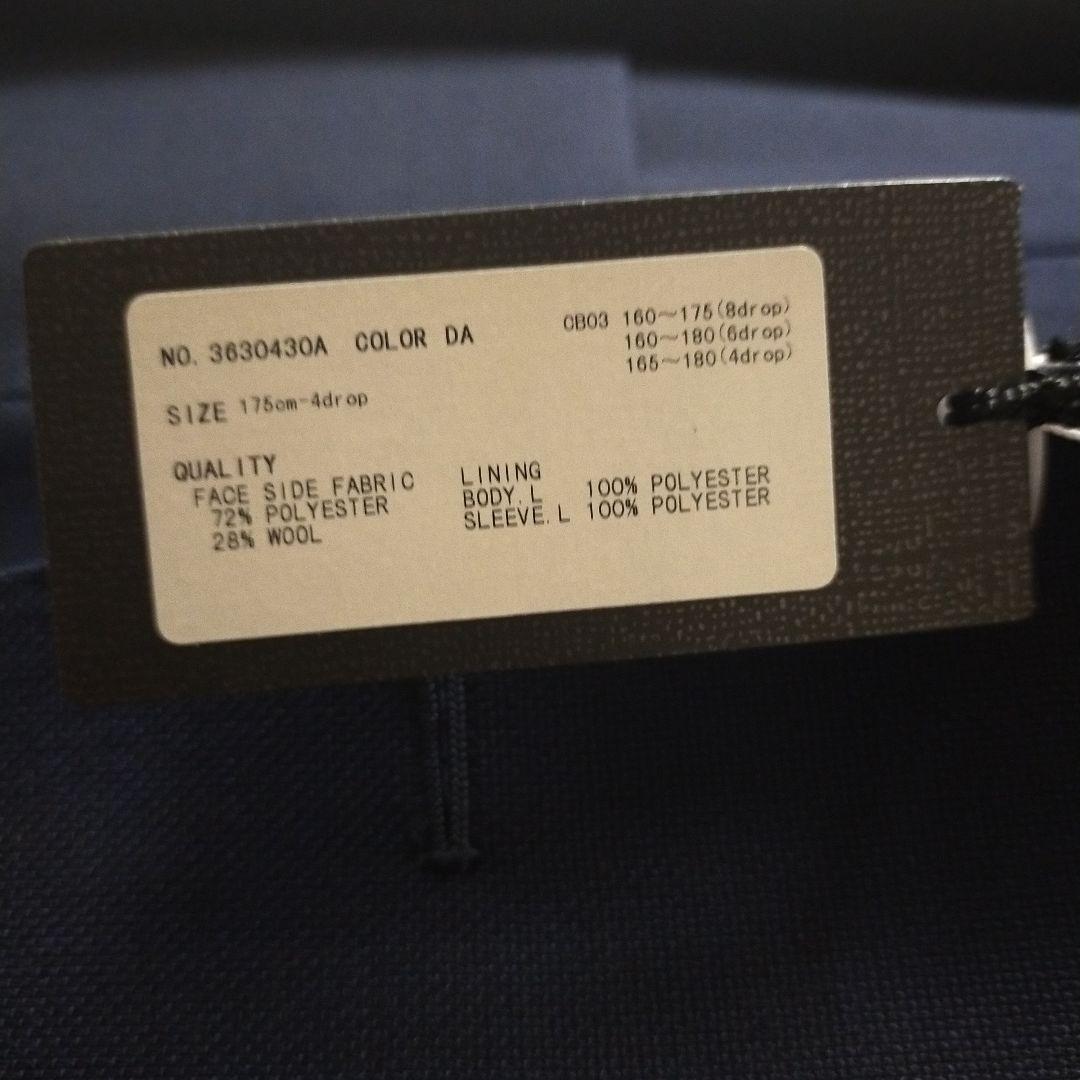 NO. 3630430A COLOR DA
CB03 160～175(8drop)
160～180(6drop)
165～180(4drop)
SIZE 175cm-4drop
QUALITY
FACE SIDE FABRIC
72% POLYESTER
28% WOOL
LINING
BODY.L 100% POLYESTER
SLEEVE.L 100% POLYESTER